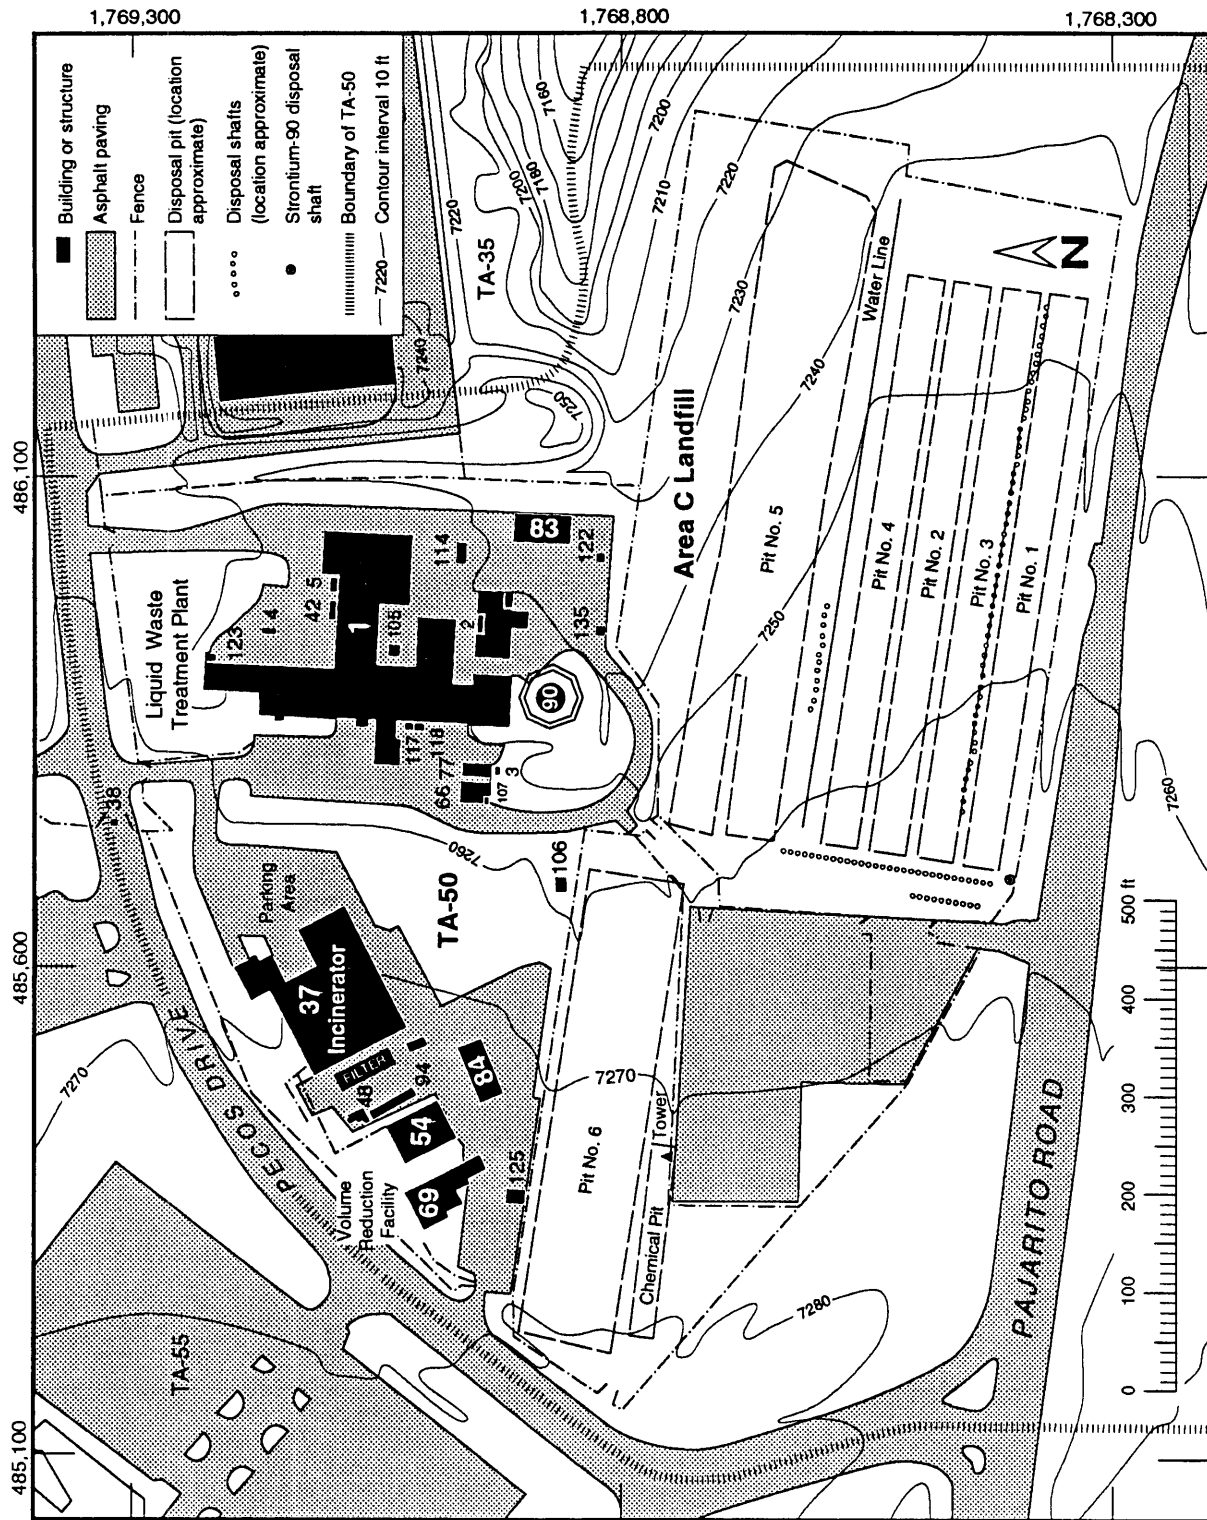 1,769,300
1,768,800
1,768,300
486,100
485,600
485,100
Building or structure
Asphalt paving
Fence
Disposal pit (location
approximate)
Disposal shafts
(location approximate)
Strontium-90 disposal
shaft
Boundary of TA-50
7220
Contour interval 10 ft
7160
7180
7200
7220
7200
7220
7210
7230
7240
7240
7250
7250
TA-35
Area C Landfill
Water Line
N
Pit No. 5
Pit No. 4
Pit No. 2
Pit No. 3
Pit No. 1
Liquid Waste
Treatment Plant
123
4
42
5
1
105
114
83
2
122
135
90
117
118
66
77
3
107
38
7260
106
TA-50
Parking
Area
37
Incinerator
FILTER
48
94
84
54
69
125
Volume
Reduction
Facility
PECOS DRIVE
7270
7270
Pit No. 6
Chemical Pit
Tower
7280
7260
TA-55
PAJARITO ROAD
0
100
200
300
400
500 ft